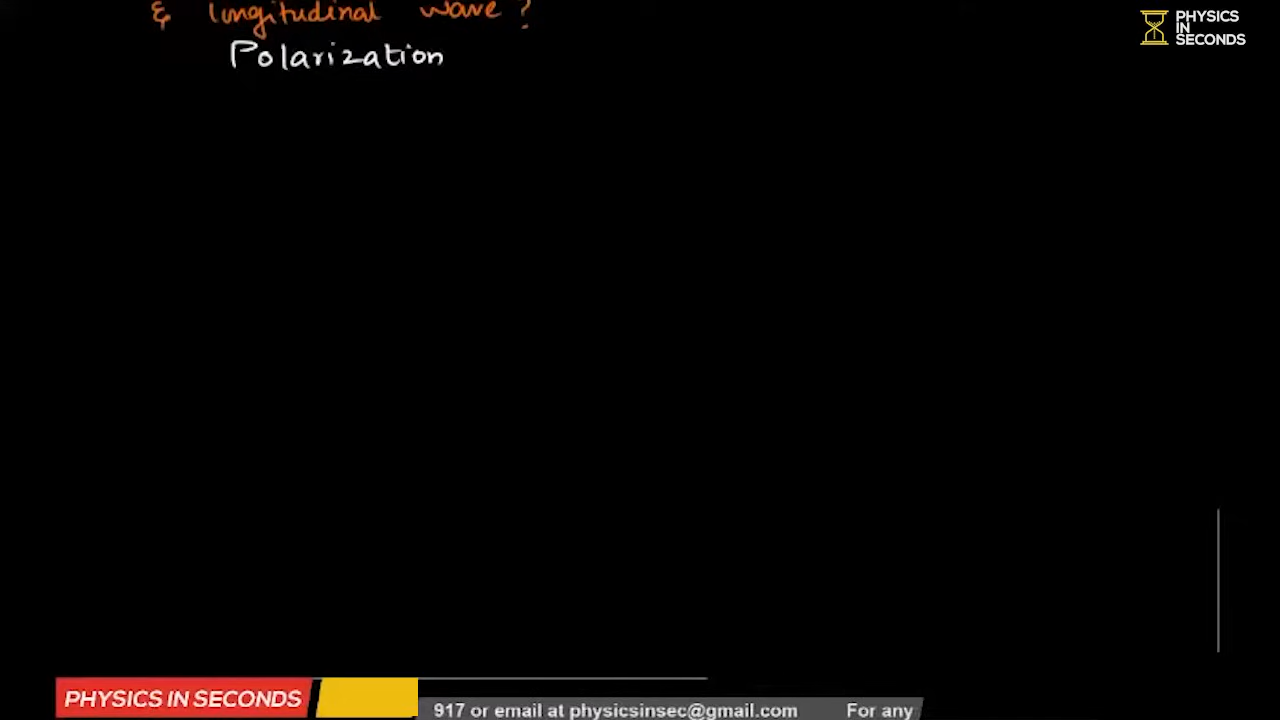 & longitudinal wave?
Polarization
PHYSICS
IN
SECONDS
PHYSICS IN SECONDS
917 or email at physicsinsec@gmail.com For any